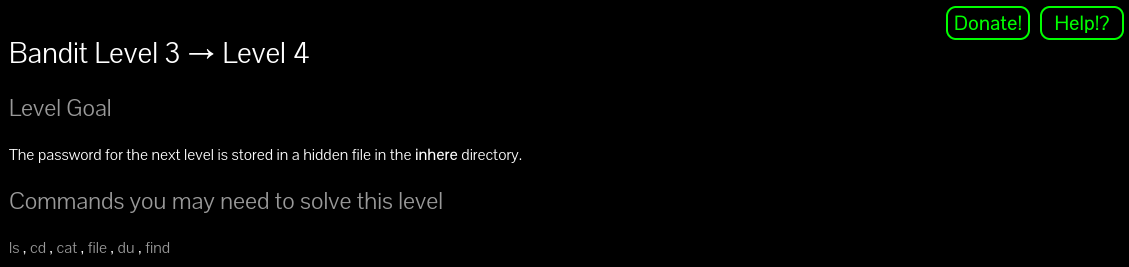 Donate! Help!?
Bandit Level 3 → Level 4
Level Goal
The password for the next level is stored in a hidden file in the inhere directory.
Commands you may need to solve this level
ls , cd , cat , file , du , find